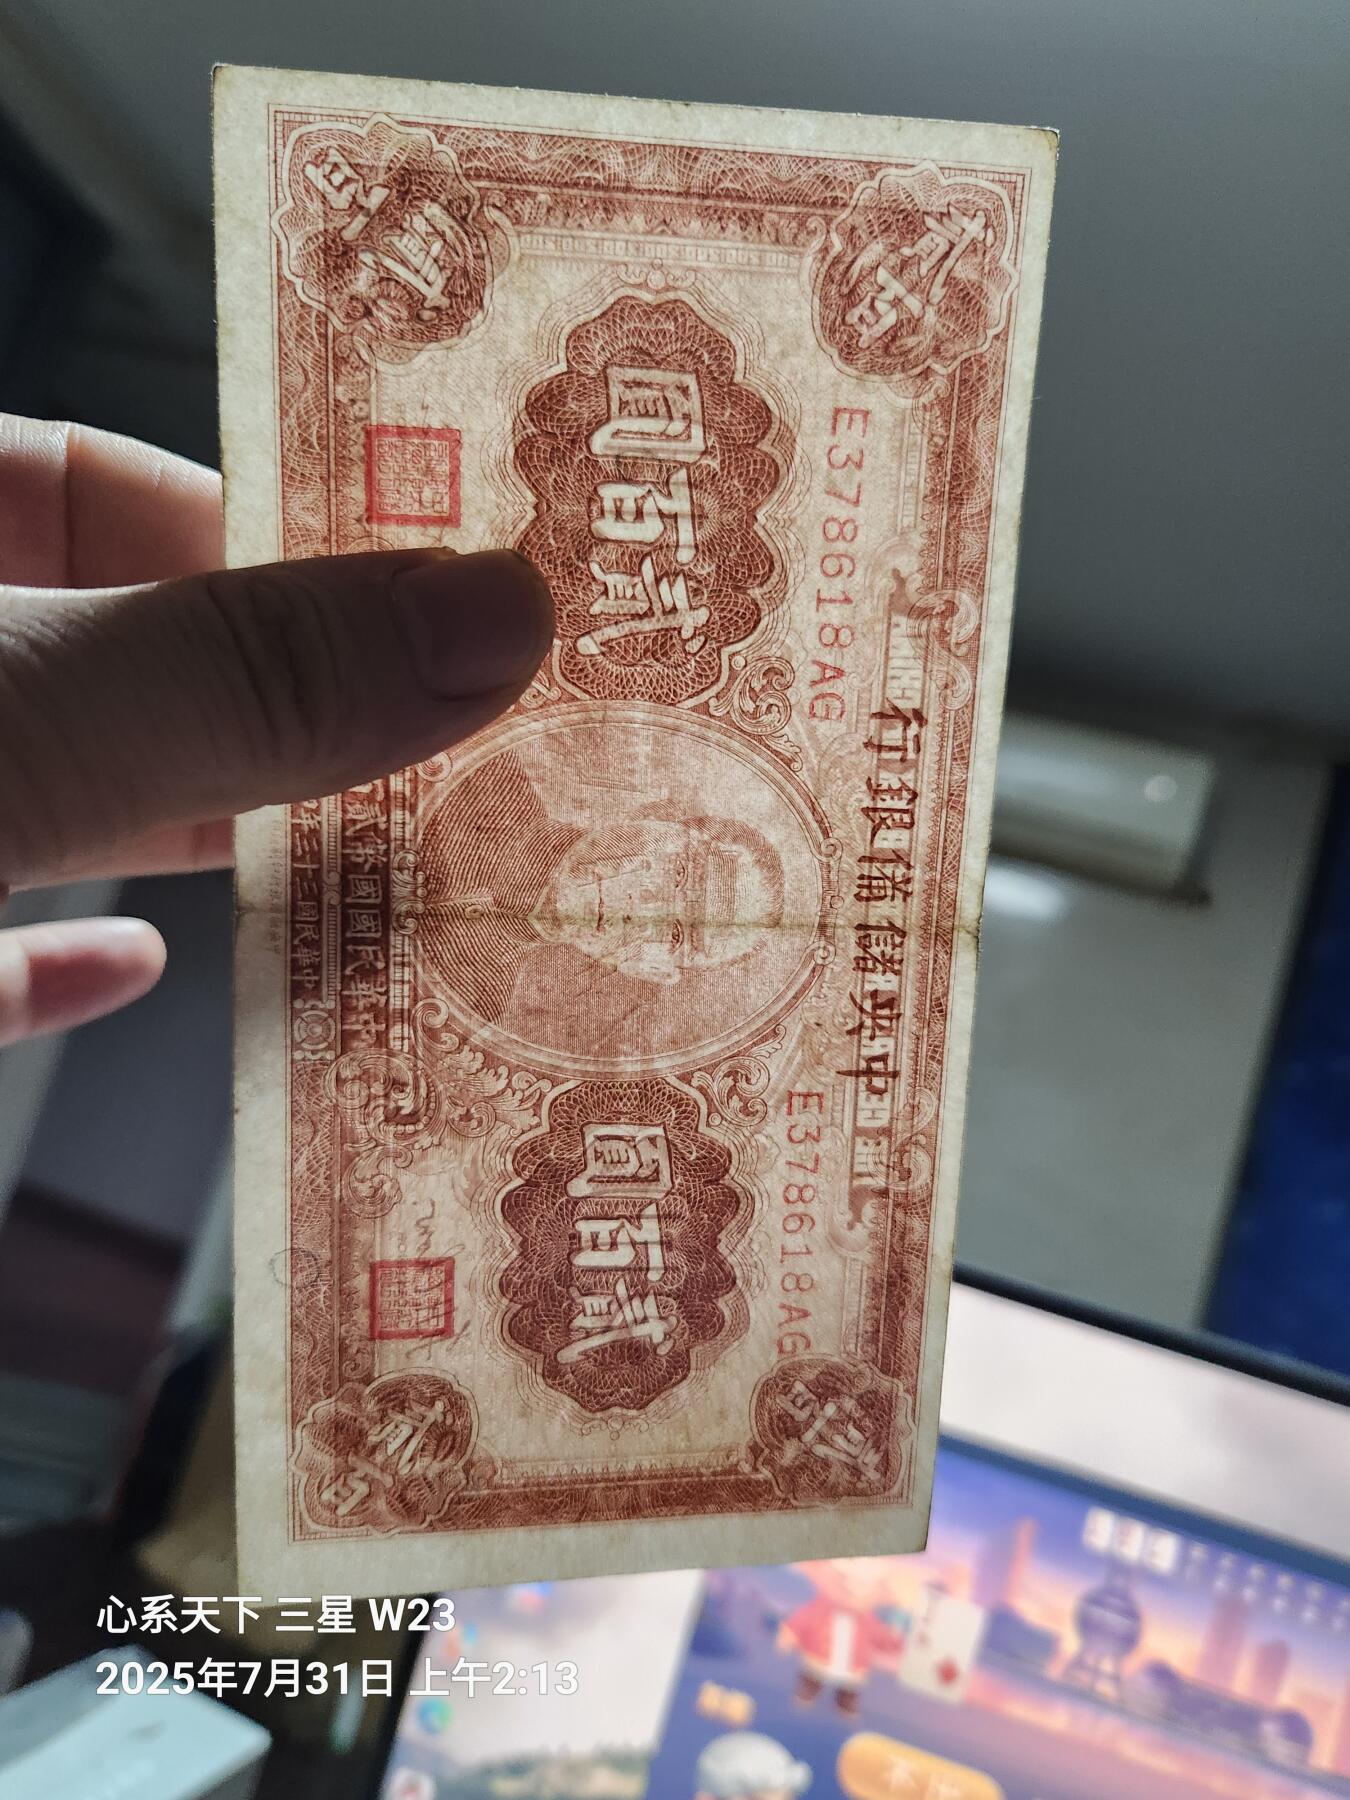 中央儲備銀行
E378618AG
E378618AG
貳百圓
貳百圓
貳百
貳百
貳百
貳百
中華民國國幣貳
中華民國三十三年
心系天下 三星 W23
2025年7月31日 上午2:13